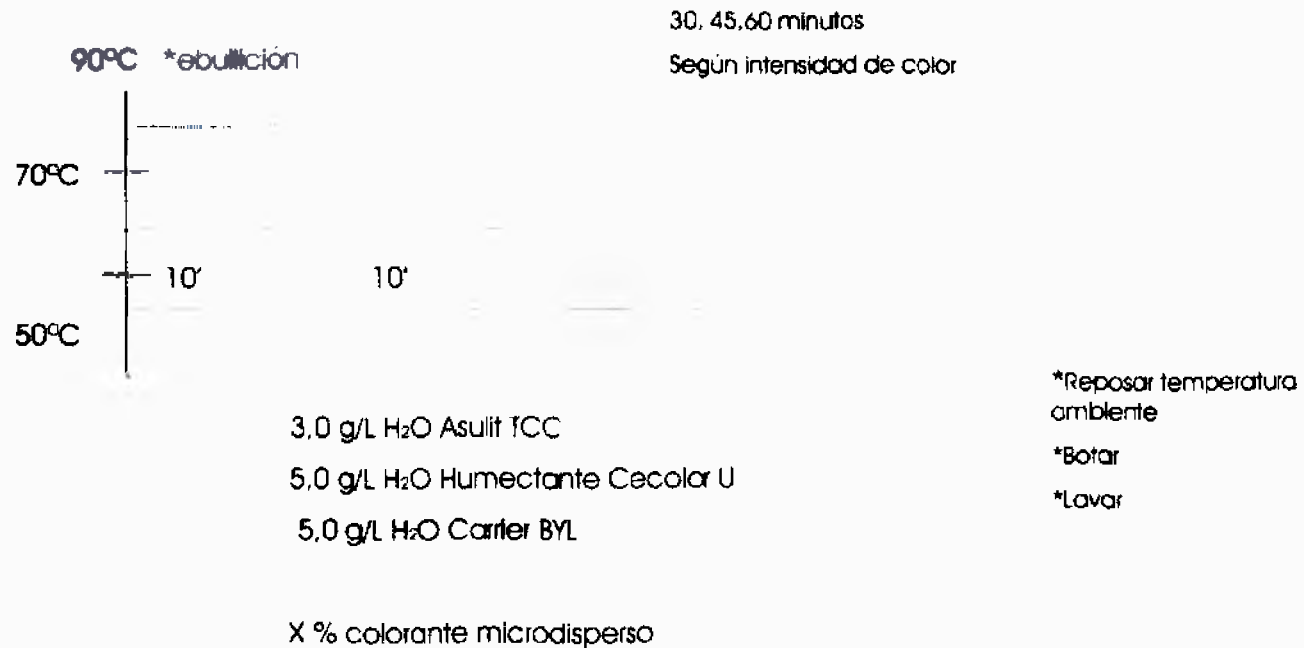 30, 45,60 minutos
90ºC *ebullición
Según intensidad de color
70ºC
10' 10'
50ºC
*Reposar temperatura
ambiente
3,0 g/L H₂O Asulit TCC
*Botar
5,0 g/L H₂O Humectante Cecolor U
*Lavar
5,0 g/L H₂O Carrier BYL
X % colorante microdisperso